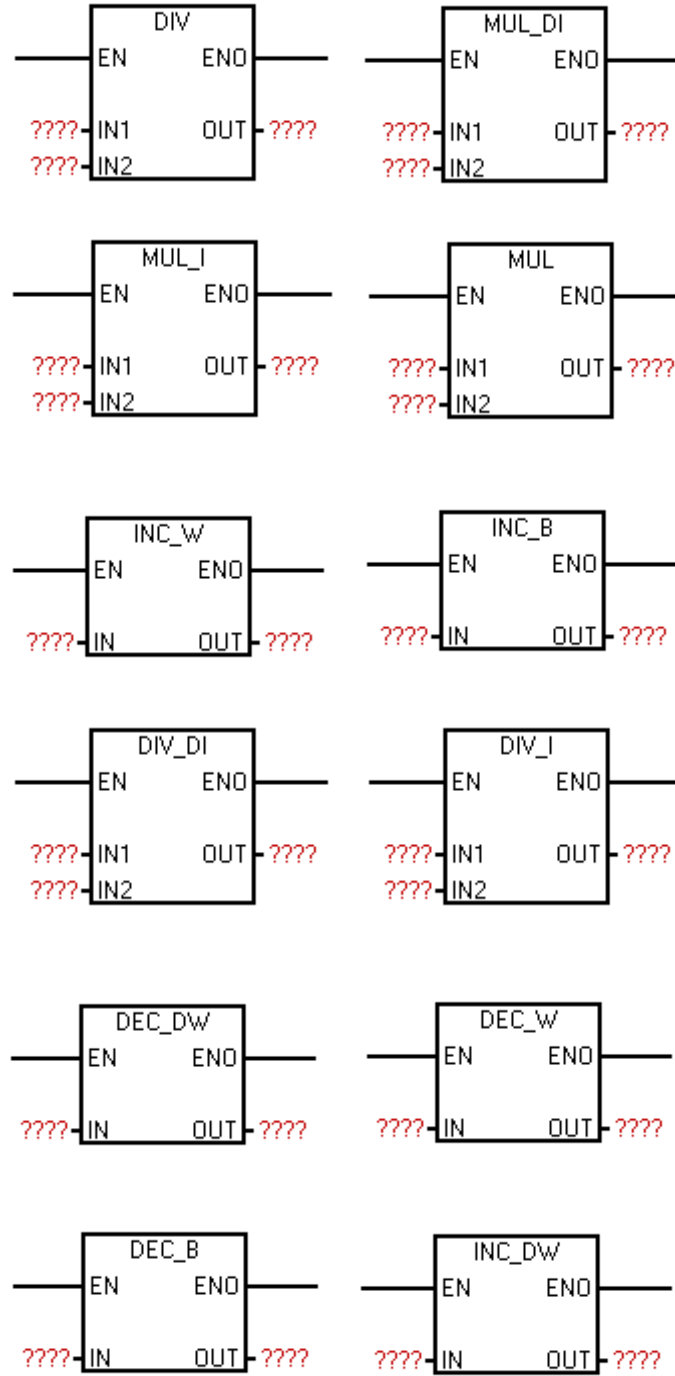 DIV
EN ENO
???? IN1 OUT ????
???? IN2
MUL_DI
EN ENO
???? IN1 OUT ????
???? IN2
MUL_I
EN ENO
???? IN1 OUT ????
???? IN2
MUL
EN ENO
???? IN1 OUT ????
???? IN2
INC_W
EN ENO
???? IN OUT ????
INC_B
EN ENO
???? IN OUT ????
DIV_DI
EN ENO
???? IN1 OUT ????
???? IN2
DIV_I
EN ENO
???? IN1 OUT ????
???? IN2
DEC_DW
EN ENO
???? IN OUT ????
DEC_W
EN ENO
???? IN OUT ????
DEC_B
EN ENO
???? IN OUT ????
INC_DW
EN ENO
???? IN OUT ????